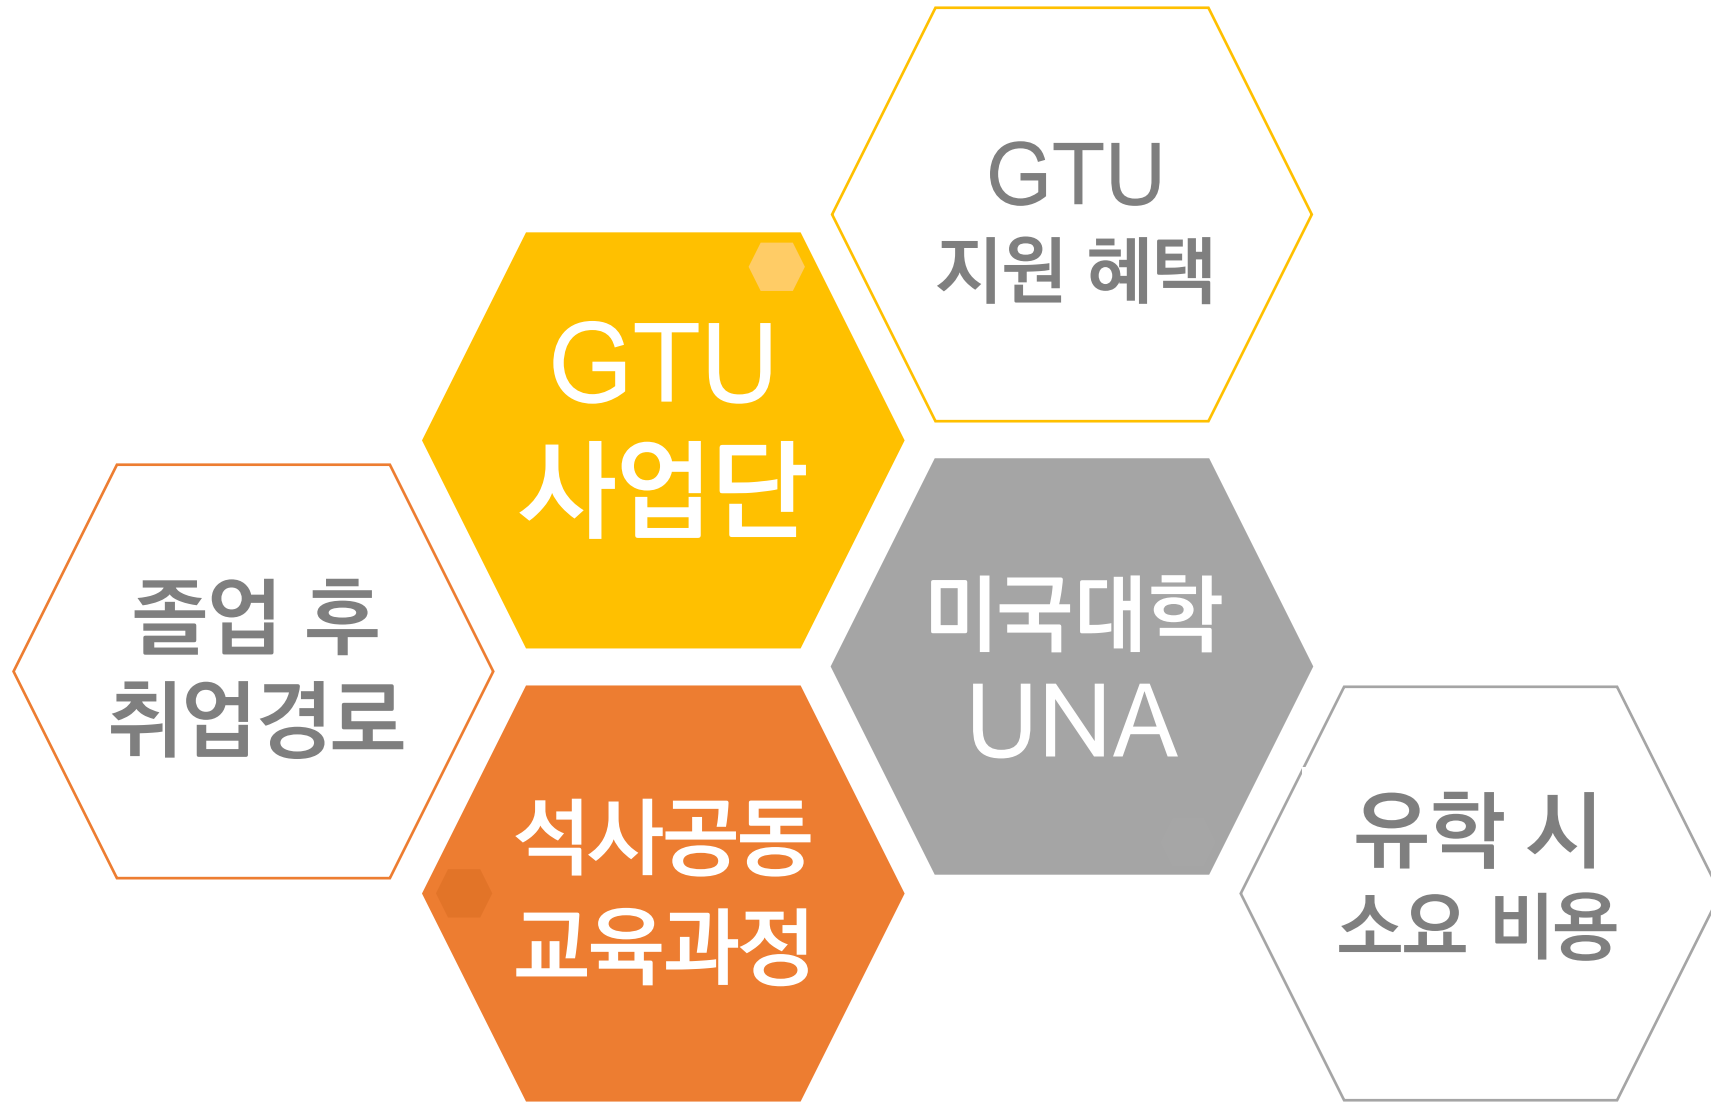 GTU
지원 혜택
GTU
사업단
졸업 후
취업경로
미국대학
UNA
석사공동
교육과정
유학 시
소요 비용